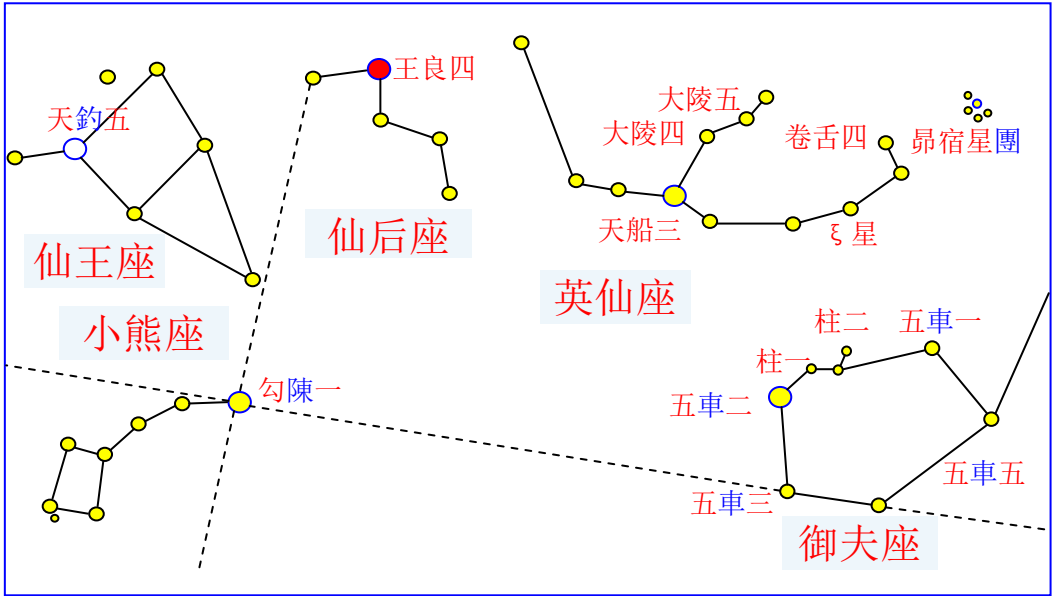 王良四
天釣五
大陵五
大陵四
卷舌四
昴宿星團
天船三
ξ星
仙后座
仙王座
英仙座
小熊座
柱二
五車一
柱一
勾陳一
五車二
五車五
五車三
御夫座